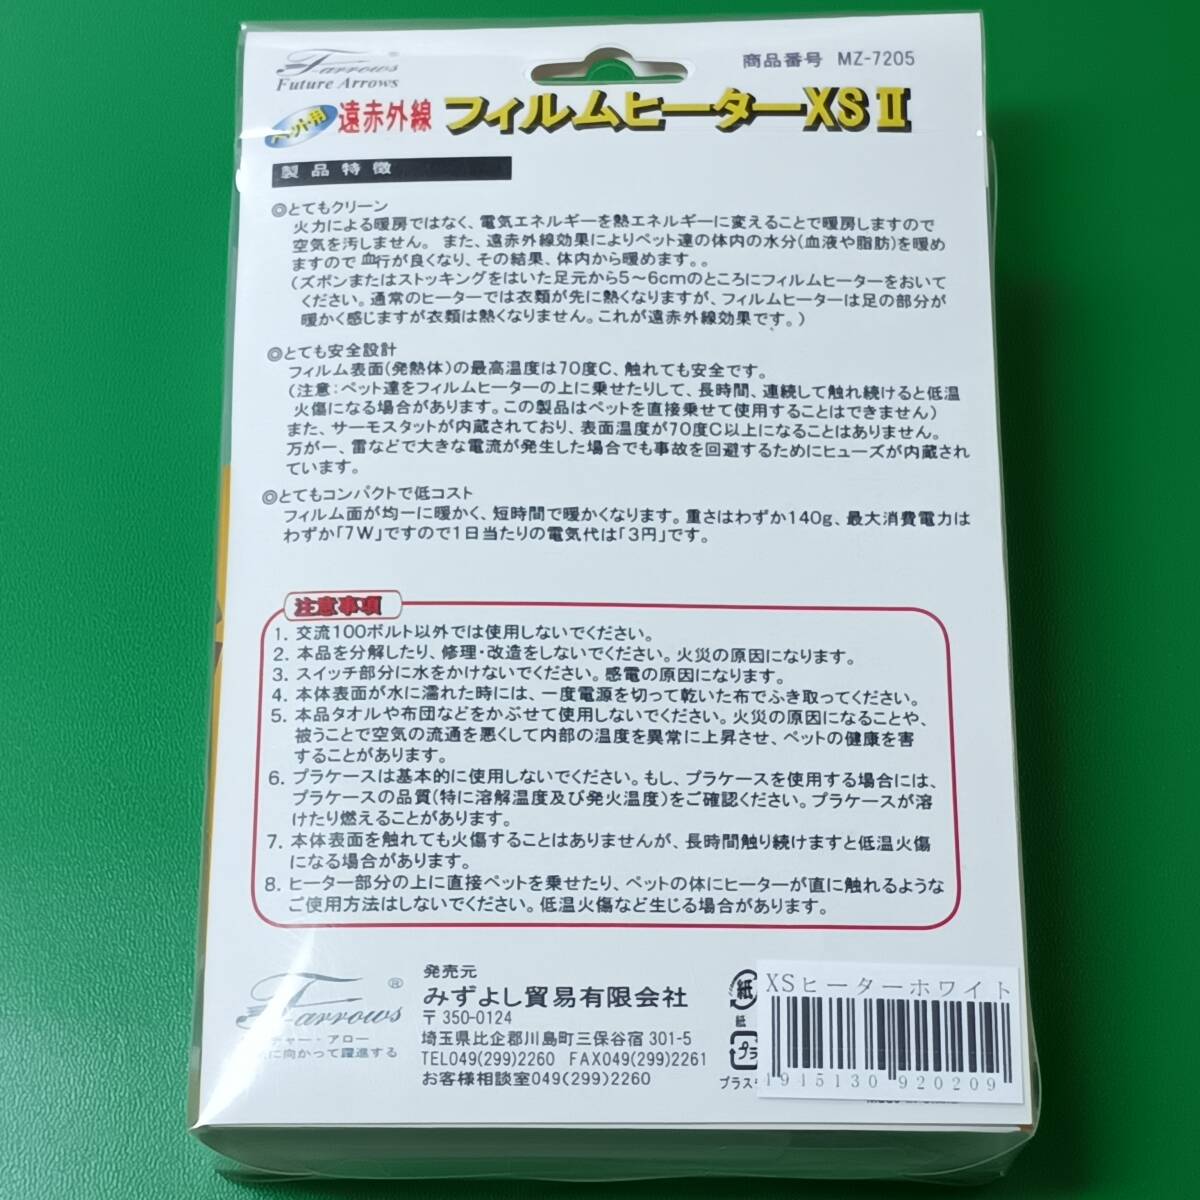 F-arrows®
Future Arrows
商品番号 MZ-7205
ペット用 遠赤外線 フィルムヒーターXSⅡ
製品特徴
◎とてもクリーン
火力による暖房ではなく、電気エネルギーを熱エネルギーに変えることで暖房しますので
空気を汚しません。また、遠赤外線効果によりペット達の体内の水分(血液や脂肪)を暖め
ますので血行が良くなり、その結果、体内から暖めます。。
(ズボンまたはストッキングをはいた足元から5～6cmのところにフィルムヒーターをおいて
ください。通常のヒーターでは衣類が先に熱くなりますが、フィルムヒーターは足の部分が
暖かく感じますが衣類は熱くなりません。これが遠赤外線効果です。)
◎とても安全設計
フィルム表面(発熱体)の最高温度は70度C、触れても安全です。
(注意:ペット達をフィルムヒーターの上に乗せたりして、長時間、連続して触れ続けると低温
火傷になる場合があります。この製品はペットを直接乗せて使用することはできません)
また、サーモスタットが内蔵されており、表面温度が70度C以上になることはありません。
万が一、雷などで大きな電流が発生した場合でも事故を回避するためにヒューズが内蔵され
ています。
◎とてもコンパクトで低コスト
フィルム面が均一に暖かく、短時間で暖かくなります。重さはわずか140g、最大消費電力は
わずか「7W」ですので1日当たりの電気代は「3円」です。
注意事項
1. 交流100ボルト以外では使用しないでください。
2. 本品を分解したり、修理・改造をしないでください。火災の原因になります。
3. スイッチ部分に水をかけないでください。感電の原因になります。
4. 本体表面が水に濡れた時には、一度電源を切って乾いた布でふき取ってください。
5. 本品タオルや布団などをかぶせて使用しないでください。火災の原因になることや、
被うことで空気の流通を悪くして内部の温度を異常に上昇させ、ペットの健康を害
することがあります。
6. プラケースは基本的に使用しないでください。もし、プラケースを使用する場合には、
プラケースの品質(特に溶解温度及び発火温度)をご確認ください。プラケースが溶
けたり燃えることがあります。
7. 本体表面を触れても火傷することはありませんが、長時間触り続けますと低温火傷
になる場合があります。
8. ヒーター部分の上に直接ペットを乗せたり、ペットの体にヒーターが直に触れるような
ご使用方法はしないでください。低温火傷など生じる場合があります。
F-arrows®
チャー・アロー
に向かって躍進する
発売元
みずよし貿易有限会社
〒350-0124
埼玉県比企郡川島町三保谷宿 301-5
TEL049(299)2260 FAX049(299)2261
お客様相談室049(299)2260
紙
紙
プラ
プラス
XSヒーターホワイト
4945130 920209